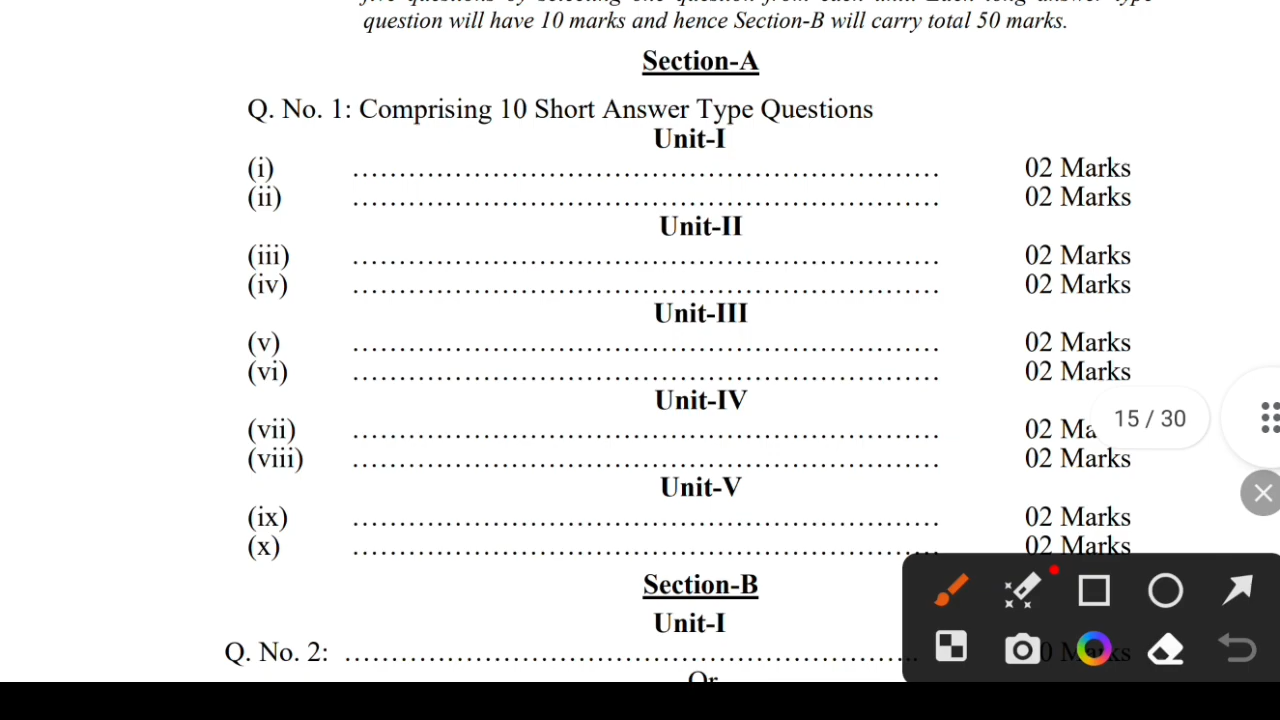 question will have 10 marks and hence Section-B will carry total 50 marks.
Section-A
Q. No. 1: Comprising 10 Short Answer Type Questions
Unit-I
(i) ……………………………………………………… 02 Marks
(ii) ……………………………………………………… 02 Marks
Unit-II
(iii) ……………………………………………………… 02 Marks
(iv) ……………………………………………………… 02 Marks
Unit-III
(v) ……………………………………………………… 02 Marks
(vi) ……………………………………………………… 02 Marks
Unit-IV
(vii) ……………………………………………………… 02 Ma
15 / 30
(viii) ……………………………………………………… 02 Marks
Unit-V
(ix) ……………………………………………………… 02 Marks
(x) ……………………………………………………… 02 Marks
Section-B
Unit-I
Q. No. 2: …………………………………………………… 0 Marks
Or